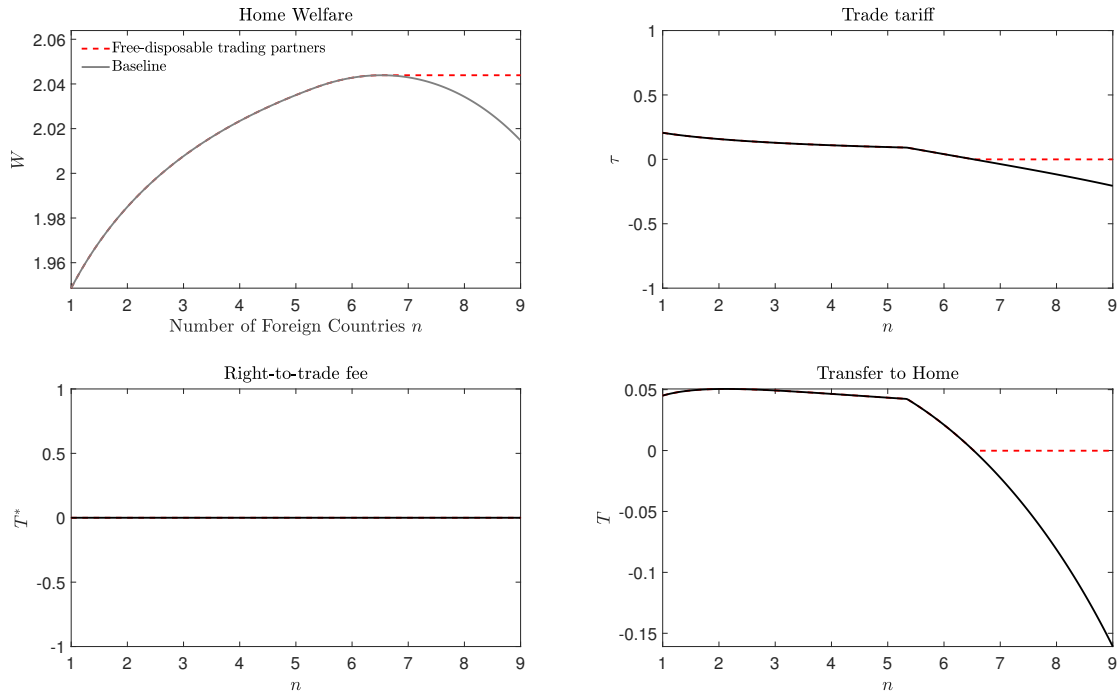 Home Welfare
2.06
2.04
2.02
2
1.98
1.96
W
Free-disposable trading partners
Baseline
1 2 3 4 5 6 7 8 9
Number of Foreign Countries n
Trade tariff
1
0.5
0
-0.5
-1
τ
1 2 3 4 5 6 7 8 9
n
Right-to-trade fee
1
0.5
0
-0.5
-1
T*
1 2 3 4 5 6 7 8 9
n
Transfer to Home
0.05
0
-0.05
-0.1
-0.15
T
1 2 3 4 5 6 7 8 9
n